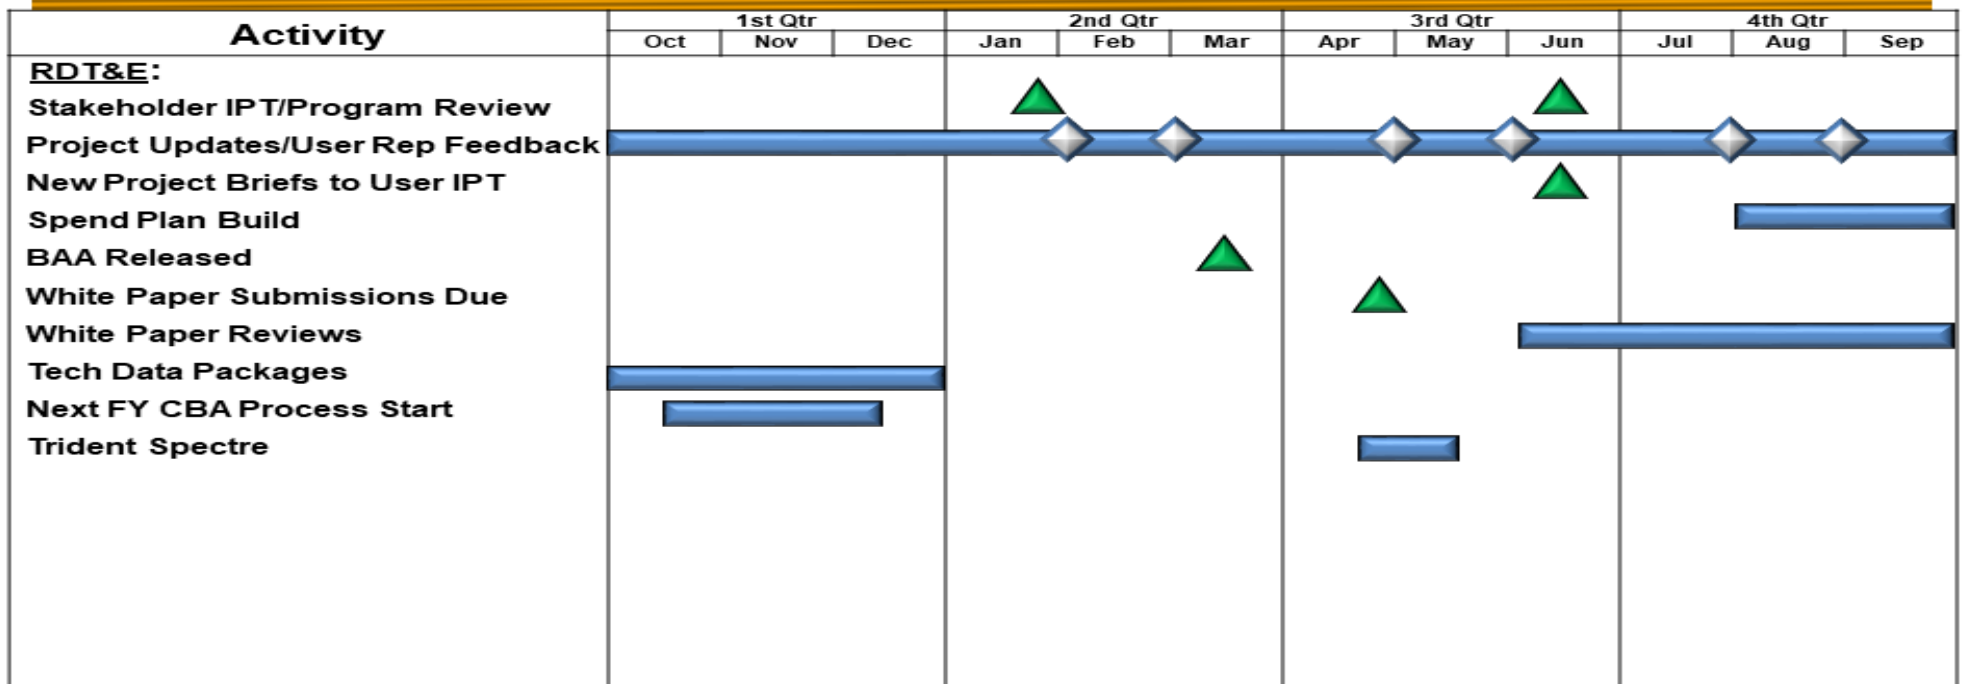 Activity
1st Qtr 2nd Qtr 3rd Qtr 4th Qtr
Oct Nov Dec Jan Feb Mar Apr May Jun Jul Aug Sep
RDT&E:
Stakeholder IPT/Program Review
Project Updates/User Rep Feedback
New Project Briefs to User IPT
Spend Plan Build
BAA Released
White Paper Submissions Due
White Paper Reviews
Tech Data Packages
Next FY CBA Process Start
Trident Spectre